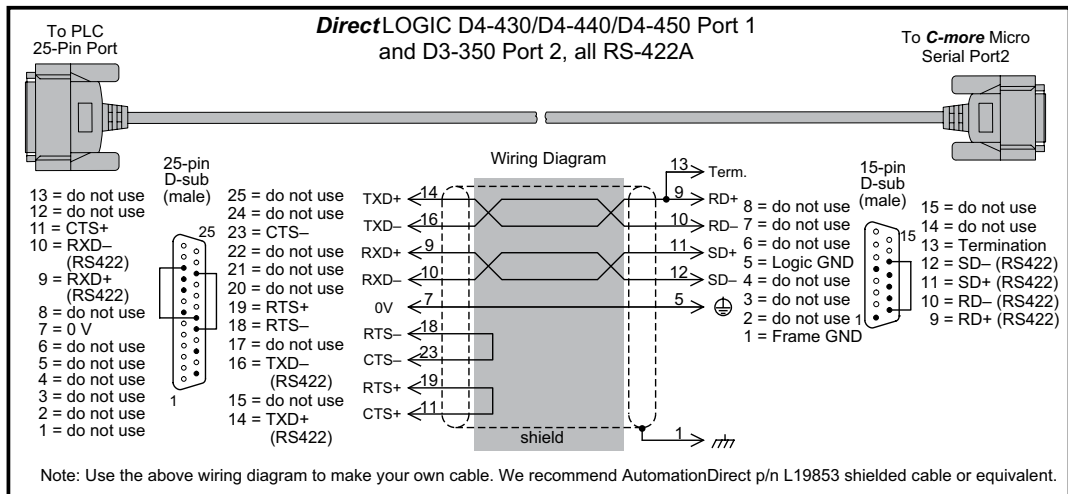 DirectLOGIC D4-430/D4-440/D4-450 Port 1
and D3-350 Port 2, all RS-422A
To PLC
25-Pin Port
To C-more Micro
Serial Port2
25-pin
D-sub
(male)
13 = do not use
12 = do not use
11 = CTS+
10 = RXD–
(RS422)
9 = RXD+
(RS422)
8 = do not use
7 = 0 V
6 = do not use
5 = do not use
4 = do not use
3 = do not use
2 = do not use
1 = do not use
25
1
25 = do not use
24 = do not use
23 = CTS–
22 = do not use
21 = do not use
20 = do not use
19 = RTS+
18 = RTS–
17 = do not use
16 = TXD–
(RS422)
15 = do not use
14 = TXD+
(RS422)
Wiring Diagram
13 Term.
TXD+ 14 9 RD+
TXD– 16 10 RD–
RXD+ 9 11 SD+
RXD– 10 12 SD–
0V 7 5
RTS– 18
CTS– 23
RTS+ 19
CTS+ 11
shield
1
15-pin
D-sub
(male)
8 = do not use
7 = do not use
6 = do not use
5 = Logic GND
4 = do not use
3 = do not use
2 = do not use
1 = Frame GND
15
1
15 = do not use
14 = do not use
13 = Termination
12 = SD– (RS422)
11 = SD+ (RS422)
10 = RD– (RS422)
9 = RD+ (RS422)
Note: Use the above wiring diagram to make your own cable. We recommend AutomationDirect p/n L19853 shielded cable or equivalent.